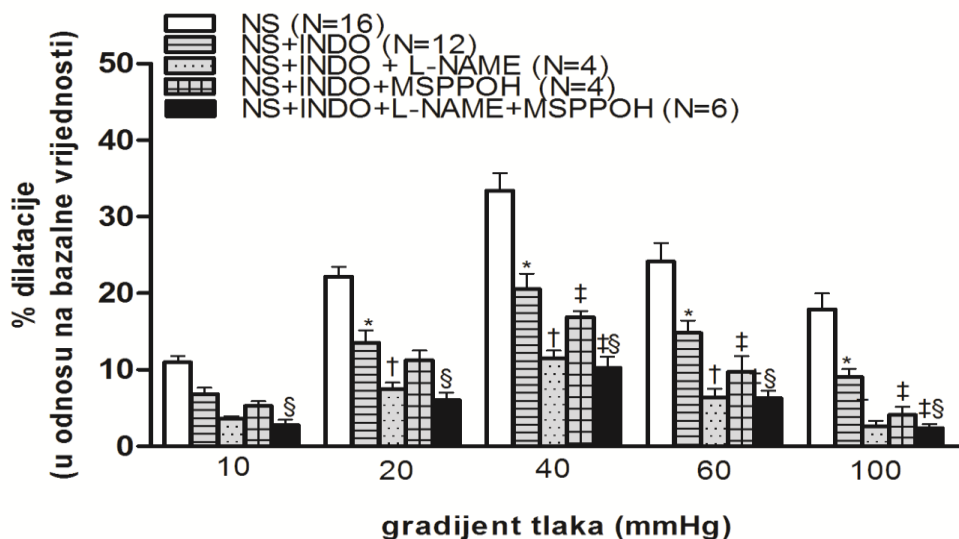 NS (N=16)
NS+INDO (N=12)
NS+INDO + L-NAME (N=4)
NS+INDO+MSPPOH (N=4)
NS+INDO+L-NAME+MSPPOH (N=6)
% dilatacije
(u odnosu na bazalne vrijednosti)
50
40
30
20
10
0
§
* † §
* † ‡ ‡§
* † ‡ ‡§
* ‡ ‡§
10 20 40 60 100
gradijent tlaka (mmHg)